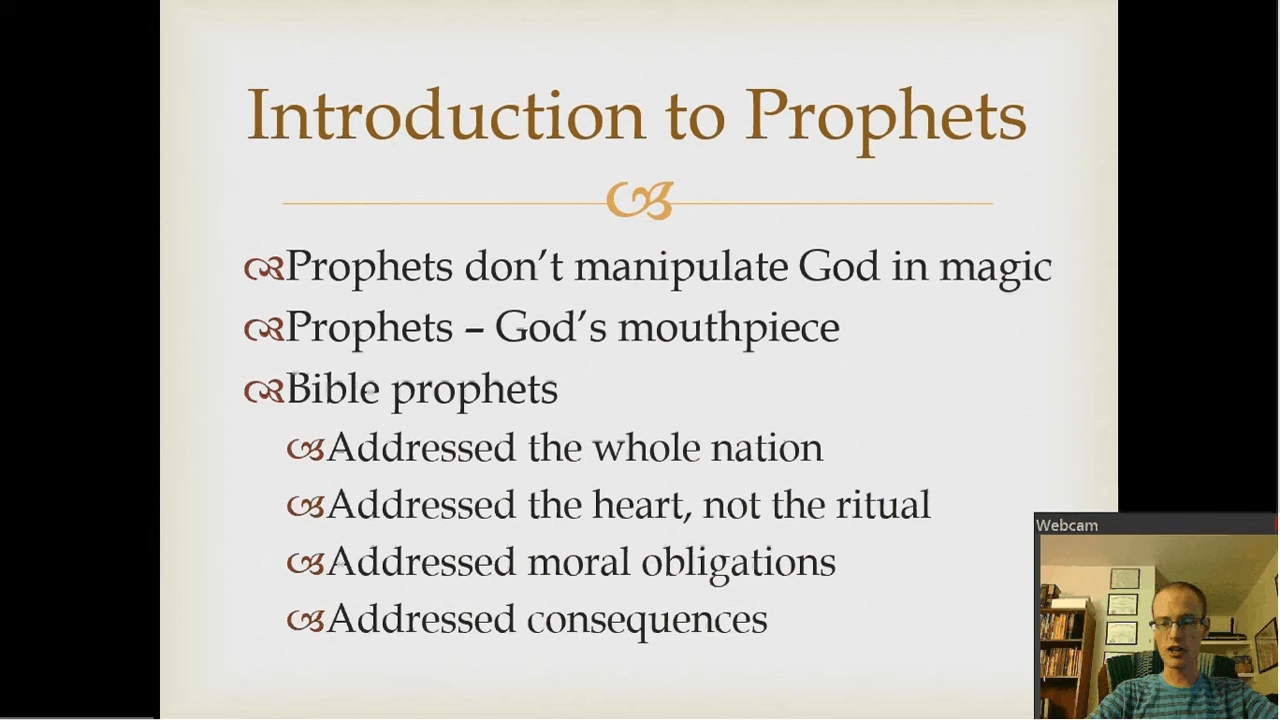 Introduction to Prophets
Prophets don’t manipulate God in magic
Prophets – God’s mouthpiece
Bible prophets
Addressed the whole nation
Addressed the heart, not the ritual
Addressed moral obligations
Addressed consequences
Webcam